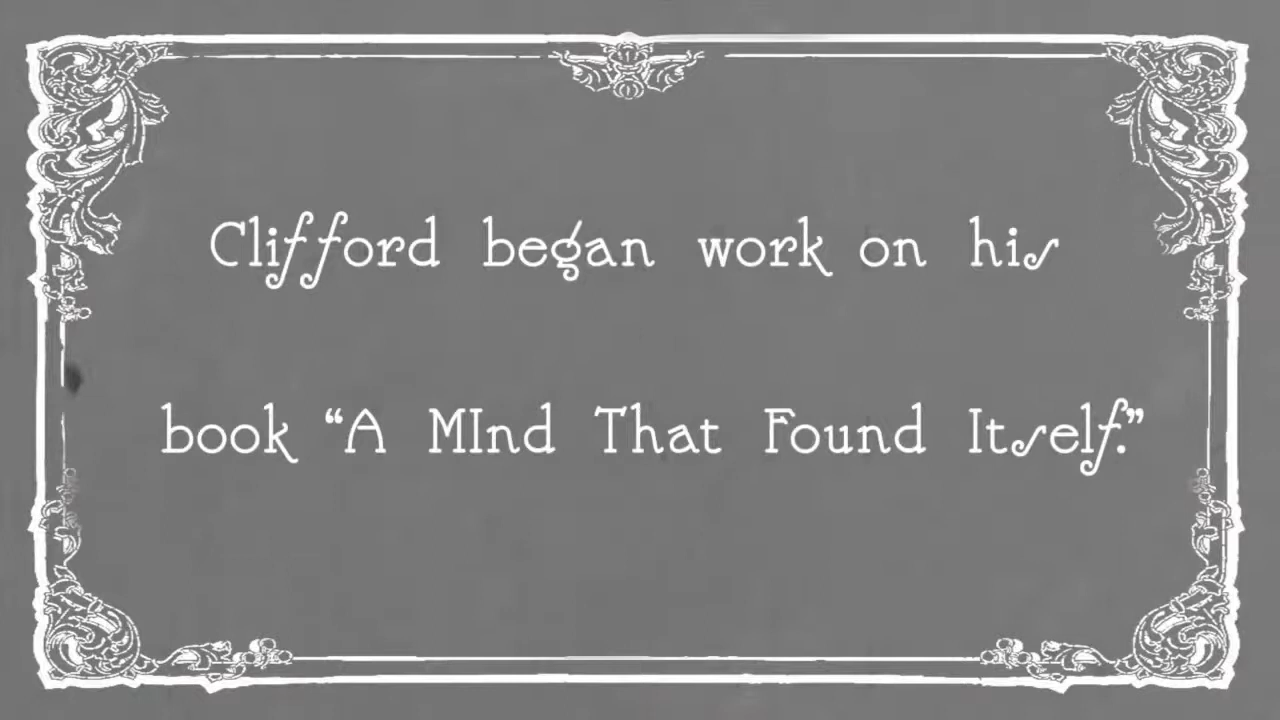 Clifford began work on his
book “A MInd That Found Itself.”